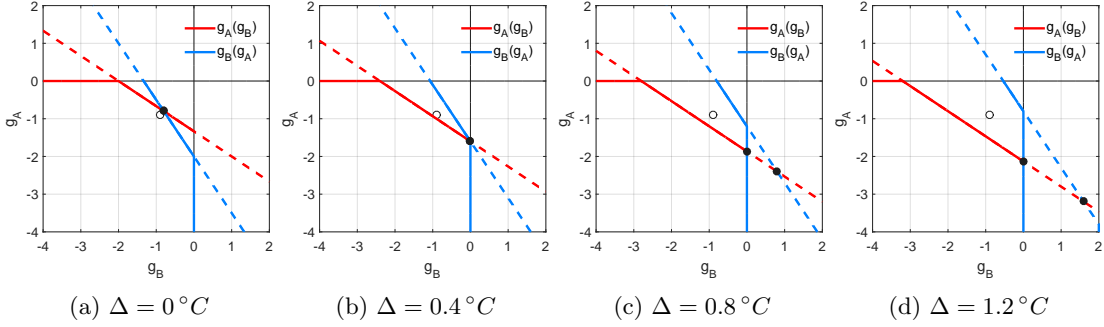 2
1
0
-1
-2
-3
-4
g_A
-4 -3 -2 -1 0 1 2
g_B
g_A(g_B)
g_B(g_A)
(a) Δ = 0 °C
2
1
0
-1
-2
-3
-4
g_A
-4 -3 -2 -1 0 1 2
g_B
g_A(g_B)
g_B(g_A)
(b) Δ = 0.4 °C
2
1
0
-1
-2
-3
-4
g_A
-4 -3 -2 -1 0 1 2
g_B
g_A(g_B)
g_B(g_A)
(c) Δ = 0.8 °C
2
1
0
-1
-2
-3
-4
g_A
-4 -3 -2 -1 0 1 2
g_B
g_A(g_B)
g_B(g_A)
(d) Δ = 1.2 °C